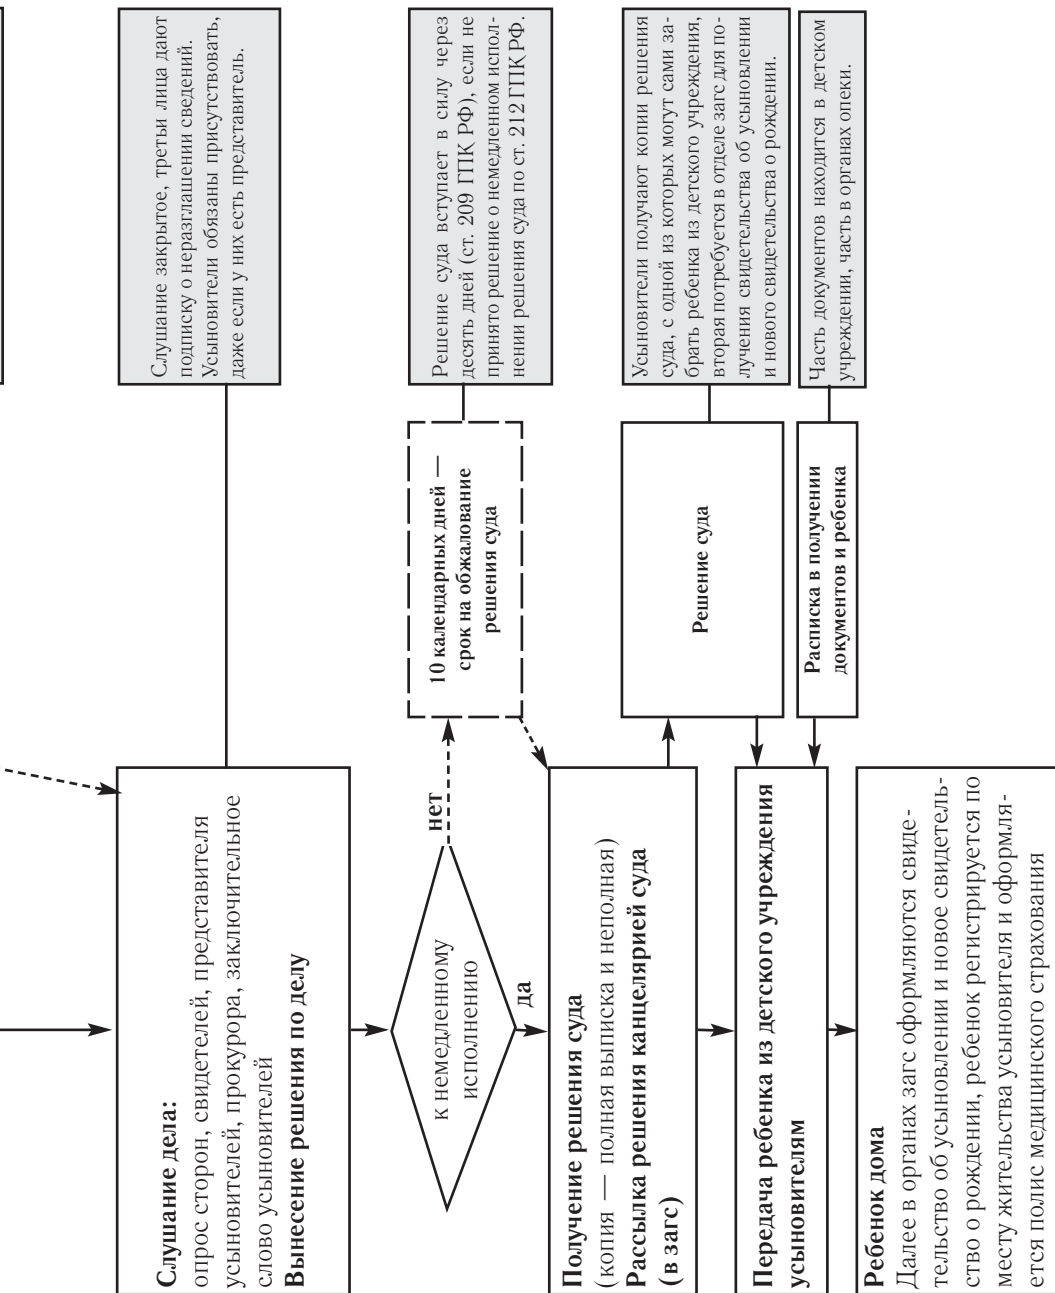 Слушание дела:
опрос сторон, свидетелей, представителя
усыновителей, прокурора, заключительное
слово усыновителей
Вынесение решения по делу
Слушание закрытое, третьи лица дают
подписку о неразглашении сведений.
Усыновители обязаны присутствовать,
даже если у них есть представитель.
к немедленному
исполнению
нет
да
10 календарных дней —
срок на обжалование
решения суда
Решение суда вступает в силу через
десять дней (ст. 209 ГПК РФ), если не
принято решение о немедленном испол-
нении решения суда по ст. 212 ГПК РФ.
Получение решения суда
(копия — полная выписка и неполная)
Рассылка решения канцелярией суда
(в загс)
Решение суда
Усыновители получают копии решения
суда, с одной из которых могут сами за-
брать ребенка из детского учреждения,
вторая потребуется в отделе загс для по-
лучения свидетельства об усыновлении
и нового свидетельства о рождении.
Передача ребенка из детского учреждения
усыновителям
Расписка в получении
документов и ребенка
Часть документов находится в детском
учреждении, часть в органах опеки.
Ребенок дома
Далее в органах загс оформляются свиде-
тельство об усыновлении и новое свидетель-
ство о рождении, ребенок регистрируется по
месту жительства усыновителя и оформля-
ется полис медицинского страхования